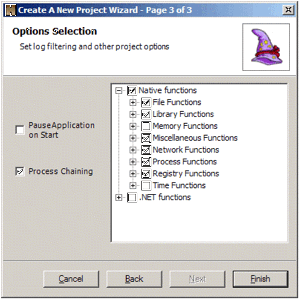 Create A New Project Wizard - Page 3 of 3
Options Selection
Set log filtering and other project options
PauseApplication
on Start
Process Chaining
Native functions
File Functions
Library Functions
Memory Functions
Miscellaneous Functions
Network Functions
Process Functions
Registry Functions
Time Functions
.NET functions
Cancel
Back
Next
Finish